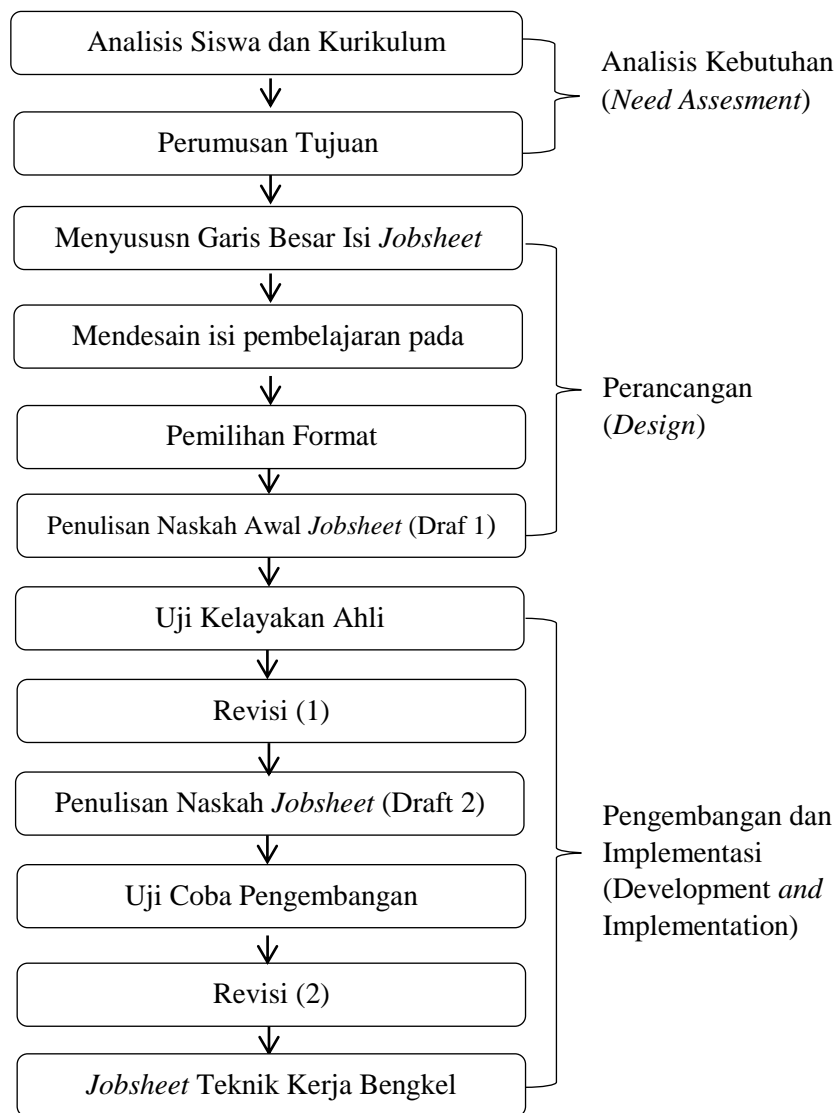 Analisis Siswa dan Kurikulum
Analisis Kebutuhan
(Need Assesment)
Perumusan Tujuan
Menyususn Garis Besar Isi Jobsheet
Mendesain isi pembelajaran pada
Perancangan
(Design)
Pemilihan Format
Penulisan Naskah Awal Jobsheet (Draf 1)
Uji Kelayakan Ahli
Revisi (1)
Penulisan Naskah Jobsheet (Draft 2)
Pengembangan dan
Implementasi
(Development and
Implementation)
Uji Coba Pengembangan
Revisi (2)
Jobsheet Teknik Kerja Bengkel